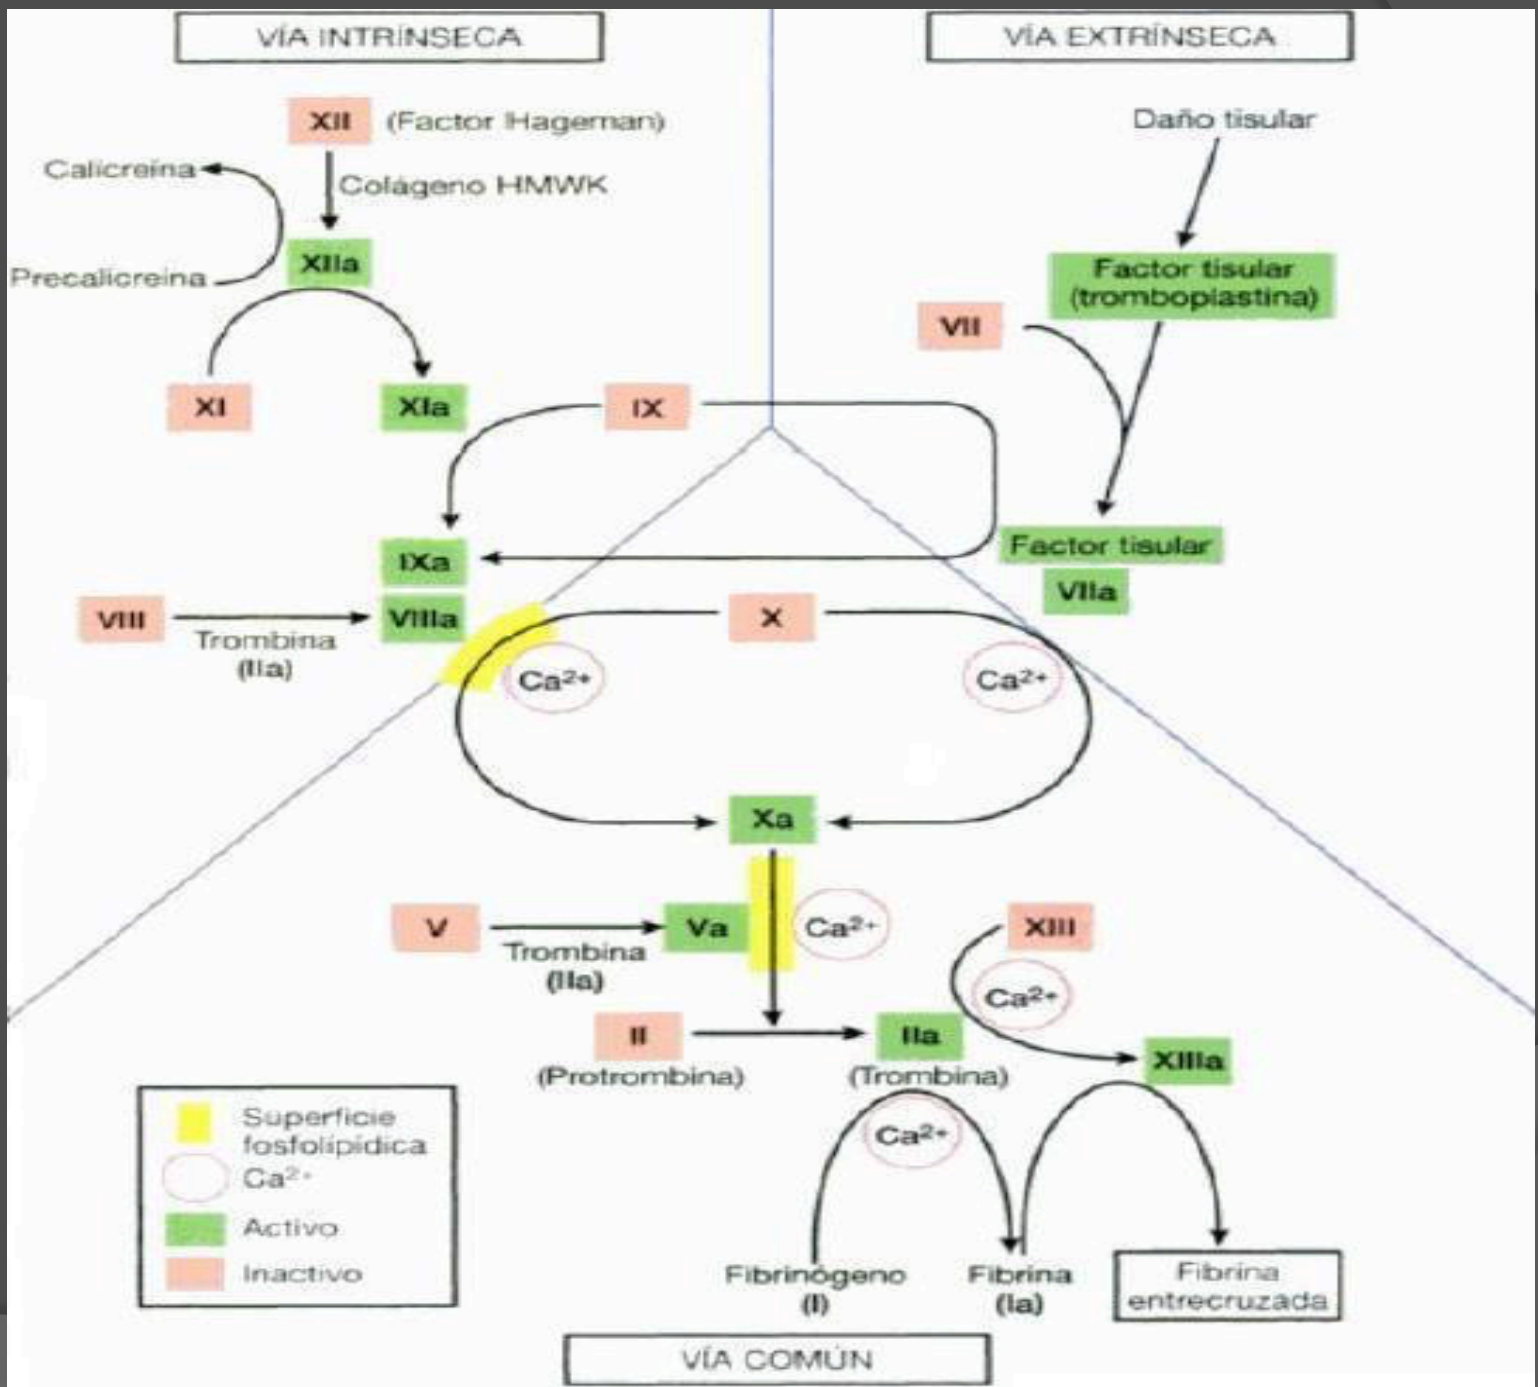 VÍA INTRÍNSECA
VÍA EXTRÍNSECA
XII (Factor Hageman)
Daño tisular
Calicreína
Colágeno HMWK
XIIa
Precalicreina
Factor tisular
(tromboplastina)
VII
XI
XIa
IX
Factor tisular
VIIa
IXa
VIII
VIIIa
Trombina
(IIa)
X
Ca2+
Ca2+
Xa
V
Va
Ca2+
Trombina
(IIa)
XIII
Ca2+
II
(Protrombina)
IIa
(Trombina)
XIIIa
Ca2+
Superficie
fosfolipídica
Ca2+
Activo
Inactivo
Fibrinógeno
(I)
Fibrina
(Ia)
Fibrina
entrecruzada
VÍA COMÚN